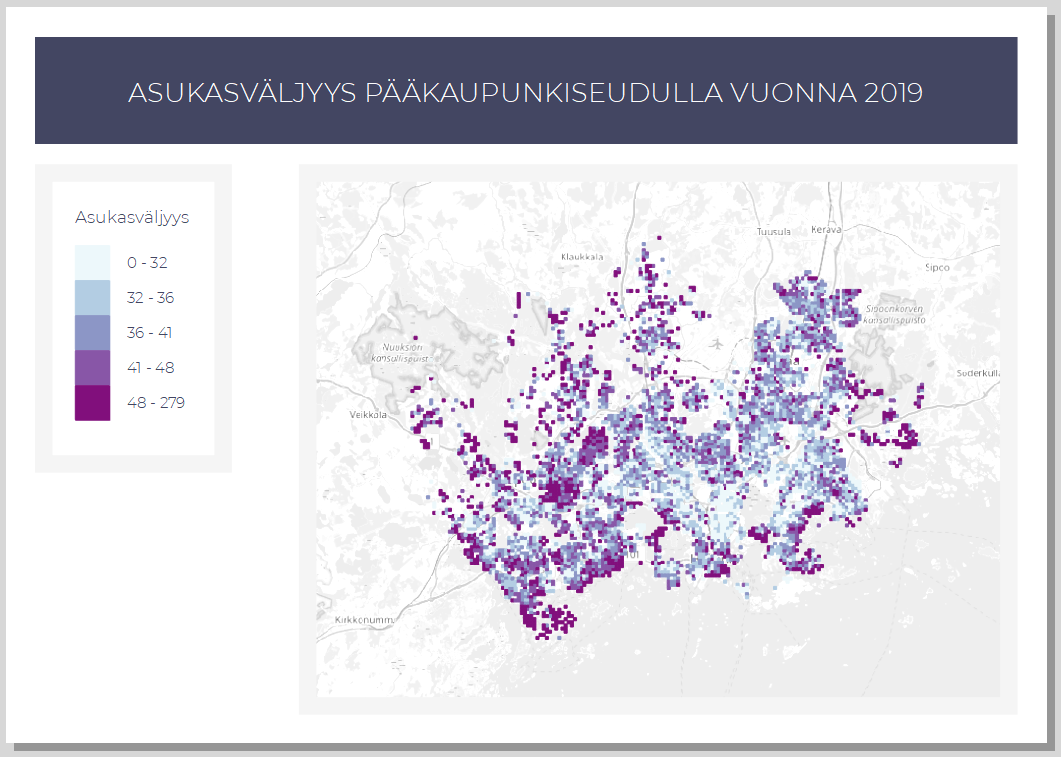 ASUKASVÄLJYYS PÄÄKAUPUNKISEUDULLA VUONNA 2019
Asukasväljyys
0 - 32
32 - 36
36 - 41
41 - 48
48 - 279
Tuusula
Kerava
Klaukkala
Sipoo
Sipoonkorven
kansallispuisto
Nuuksion
kansallispuist
Söderkulla
Veikkola
Kirkkonumm